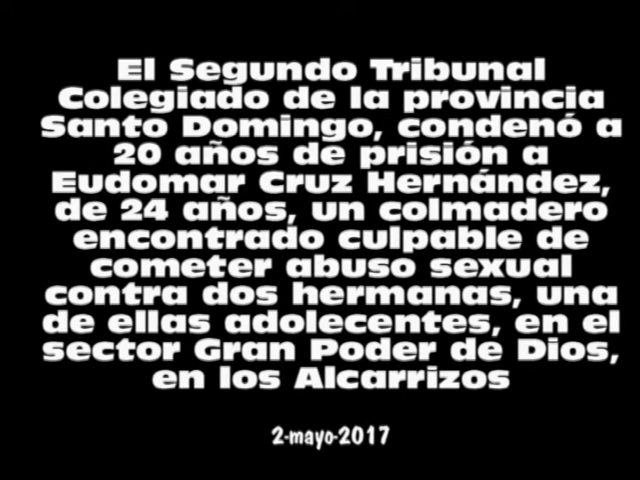 El Segundo Tribunal
Colegiado de la provincia
Santo Domingo, condenó a
20 años de prisión a
Eudomar Cruz Hernández,
de 24 años, un colmadero
encontrado culpable de
cometer abuso sexual
contra dos hermanas, una
de ellas adolecentes, en el
sector Gran Poder de Dios,
en los Alcarrizos
2-mayo-2017